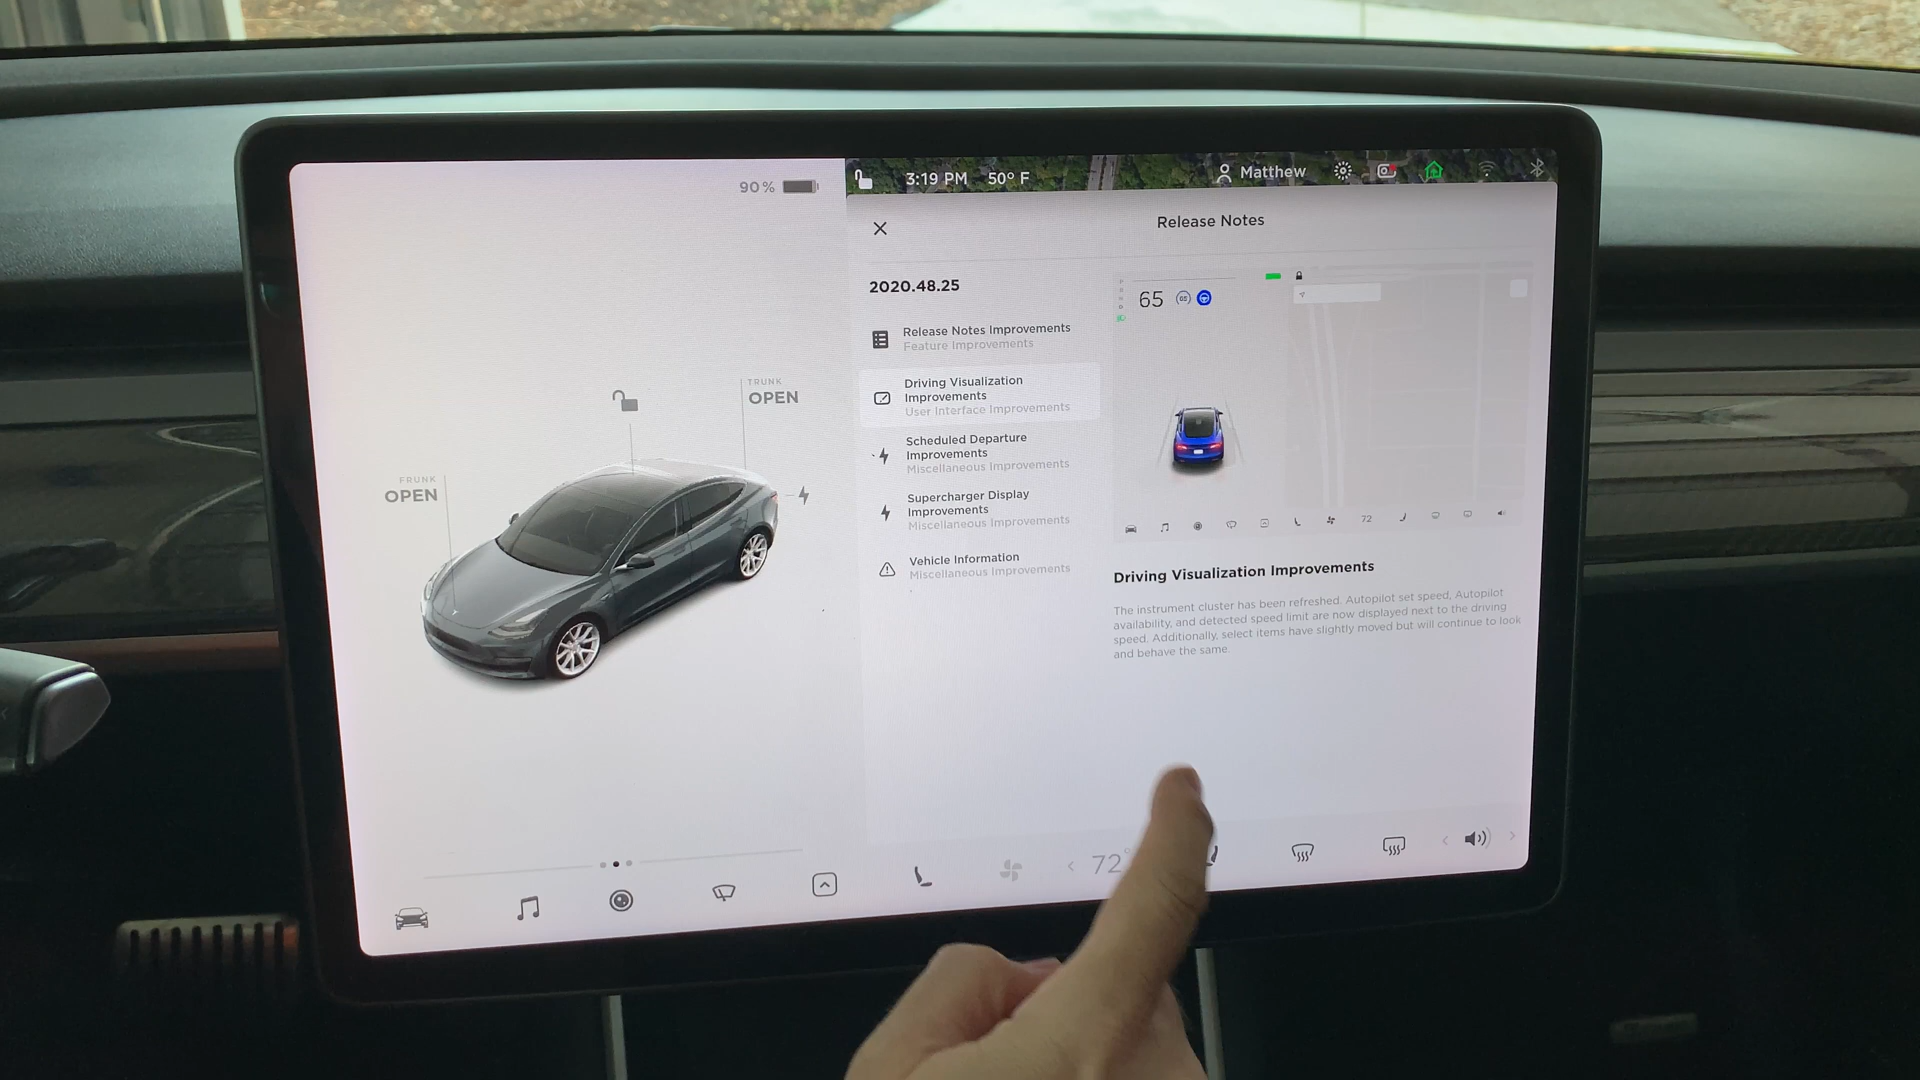 90 %
3:19 PM 50° F
Matthew
Release Notes
2020.48.25
Release Notes Improvements
Feature Improvements
Driving Visualization
Improvements
User Interface Improvements
Scheduled Departure
Improvements
Miscellaneous Improvements
Supercharger Display
Improvements
Miscellaneous Improvements
Vehicle Information
Miscellaneous Improvements
65
72
Driving Visualization Improvements
The instrument cluster has been refreshed. Autopilot set speed, Autopilot
availability, and detected speed limit are now displayed next to the driving
speed. Additionally, select items have slightly moved but will continue to look
and behave the same.
TRUNK
OPEN
FRUNK
OPEN
72°